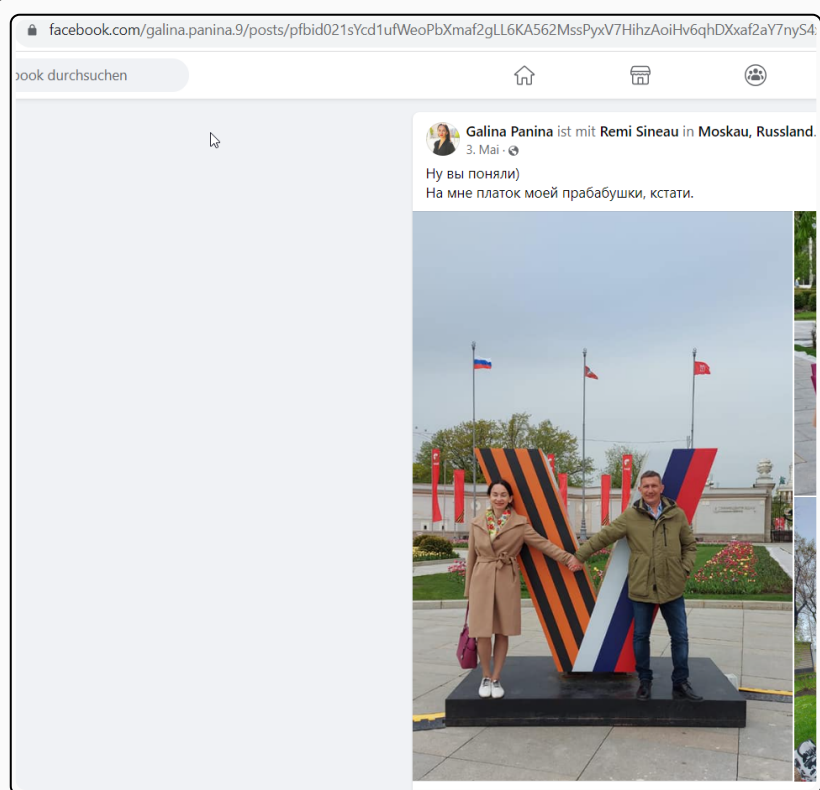 facebook.com/galina.panina.9/posts/pfbid021sYcd1ufWeoPbXmaf2gLL6KA562MssPyxV7HihzAoiHv6qhDXxaf2aY7nyS4
book durchsuchen
Galina Panina ist mit Remi Sineau in Moskau, Russland.
3. Mai ·
Ну вы поняли)
На мне платок моей прабабушки, кстати.